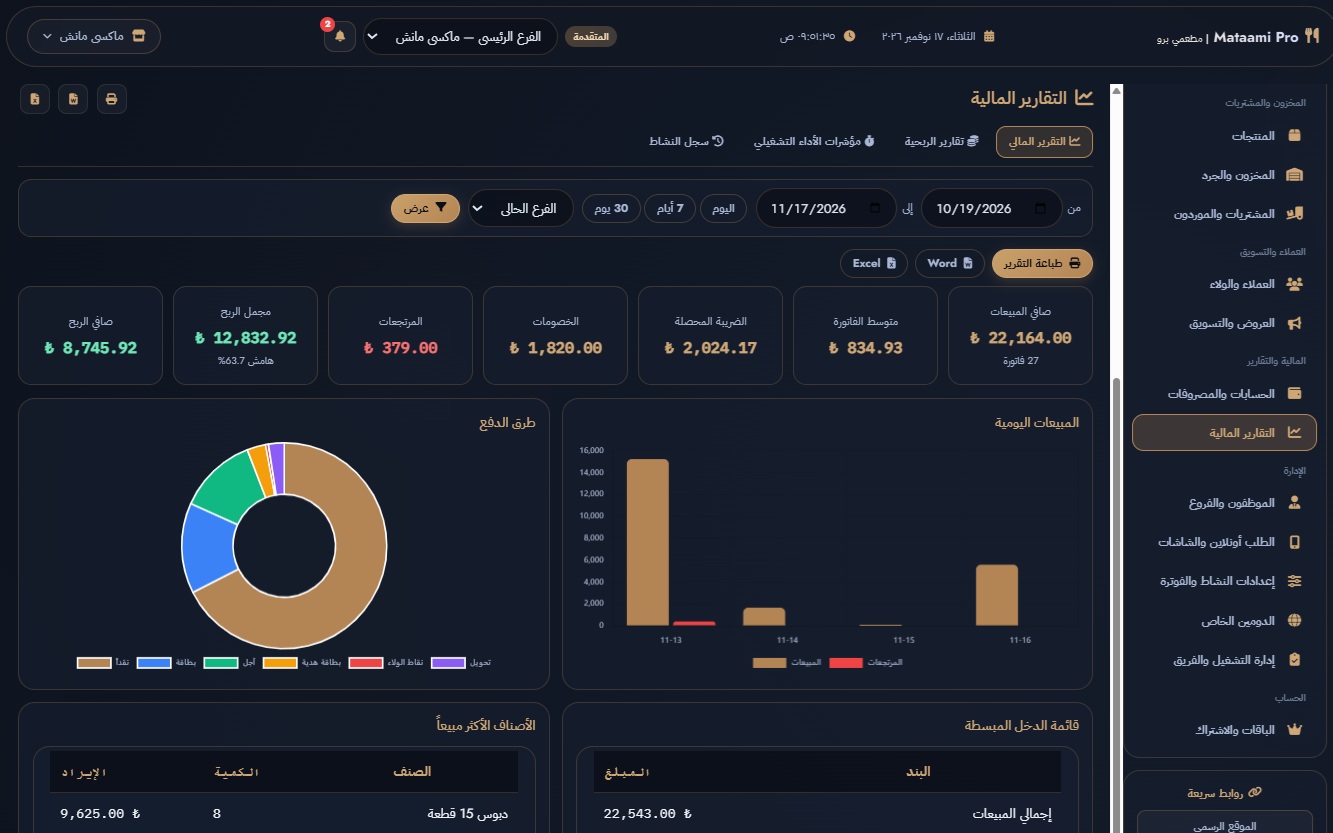 Mataami Pro | مطعمي برو
الثلاثاء، ١٧ نوفمبر ٢٠٢٦
٠٩:٠١:٣٥ ص
المتقدمة
الفرع الرئيسي — ماكسي مانش
2
ماكسي مانش
المخزون والمشتريات
المنتجات
المخزون والجرد
المشتريات والموردون
العملاء والتسويق
العملاء والولاء
العروض والتسويق
المالية والتقارير
الحسابات والمصروفات
التقارير المالية
الإدارة
الموظفون والفروع
الطلب أونلاين والشاشات
إعدادات النشاط والفوترة
الدومين الخاص
إدارة التشغيل والفريق
الحساب
الباقات والاشتراك
روابط سريعة
الموقع الرسمي
التقارير المالية
التقرير المالي
تقارير الربحية
مؤشرات الأداء التشغيلي
سجل النشاط
من 10/19/2026 إلى 11/17/2026
اليوم
7 أيام
30 يوم
الفرع الحالي
عرض
طباعة التقرير
Word
Excel
صافي المبيعات
22,164.00 ₺
27 فاتورة
متوسط الفاتورة
834.93 ₺
الضريبة المحصلة
2,024.17 ₺
الخصومات
1,820.00 ₺
المرتجعات
379.00 ₺
مجمل الربح
12,832.92 ₺
هامش 63.7%
صافي الربح
8,745.92 ₺
المبيعات اليومية
16,000
14,000
12,000
10,000
8,000
6,000
4,000
2,000
0
11-13
11-14
11-15
11-16
المبيعات
المرتجعات
طرق الدفع
نقداً
بطاقة
آجل
بطاقة هدية
نقاط الولاء
تحويل
قائمة الدخل المبسطة
البند
المبلغ
إجمالي المبيعات
22,543.00 ₺
الأصناف الأكثر مبيعاً
الصنف
الكمية
الإيراد
دبوس 15 قطعة
8
9,625.00 ₺